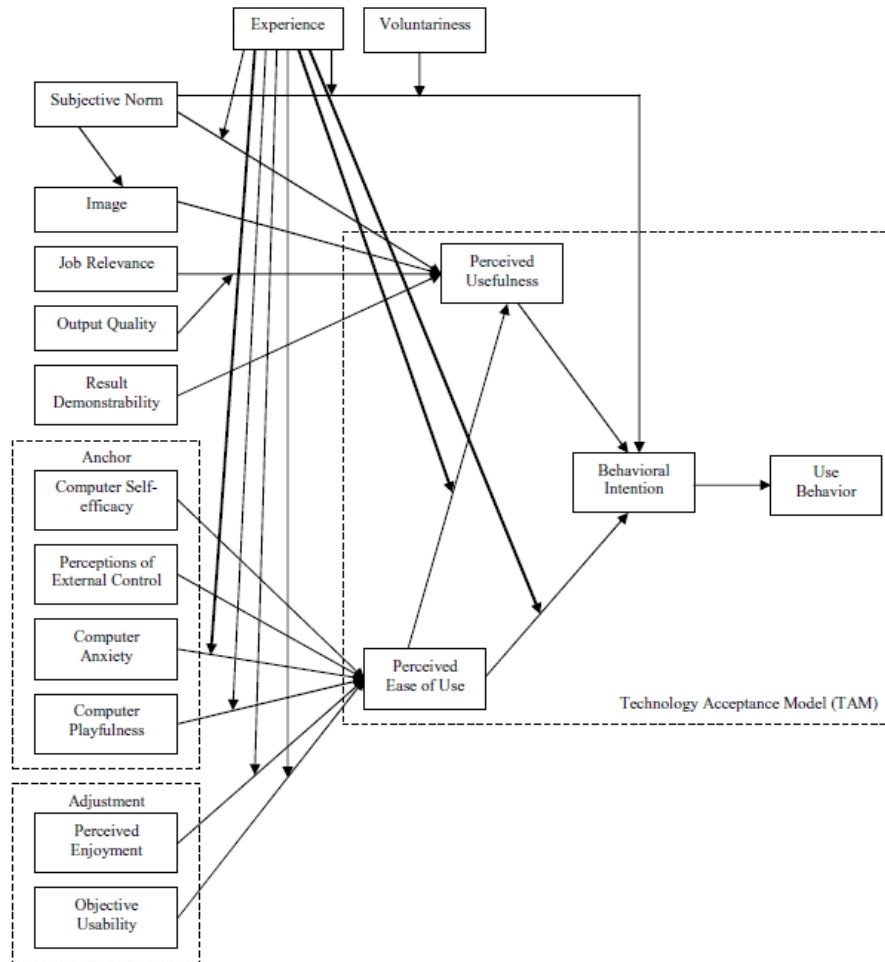 Experience
Voluntariness
Subjective Norm
Image
Job Relevance
Output Quality
Result
Demonstrability
Perceived
Usefulness
Anchor
Computer Self-
efficacy
Perceptions of
External Control
Computer
Anxiety
Computer
Playfulness
Behavioral
Intention
Use
Behavior
Perceived
Ease of Use
Technology Acceptance Model (TAM)
Adjustment
Perceived
Enjoyment
Objective
Usability